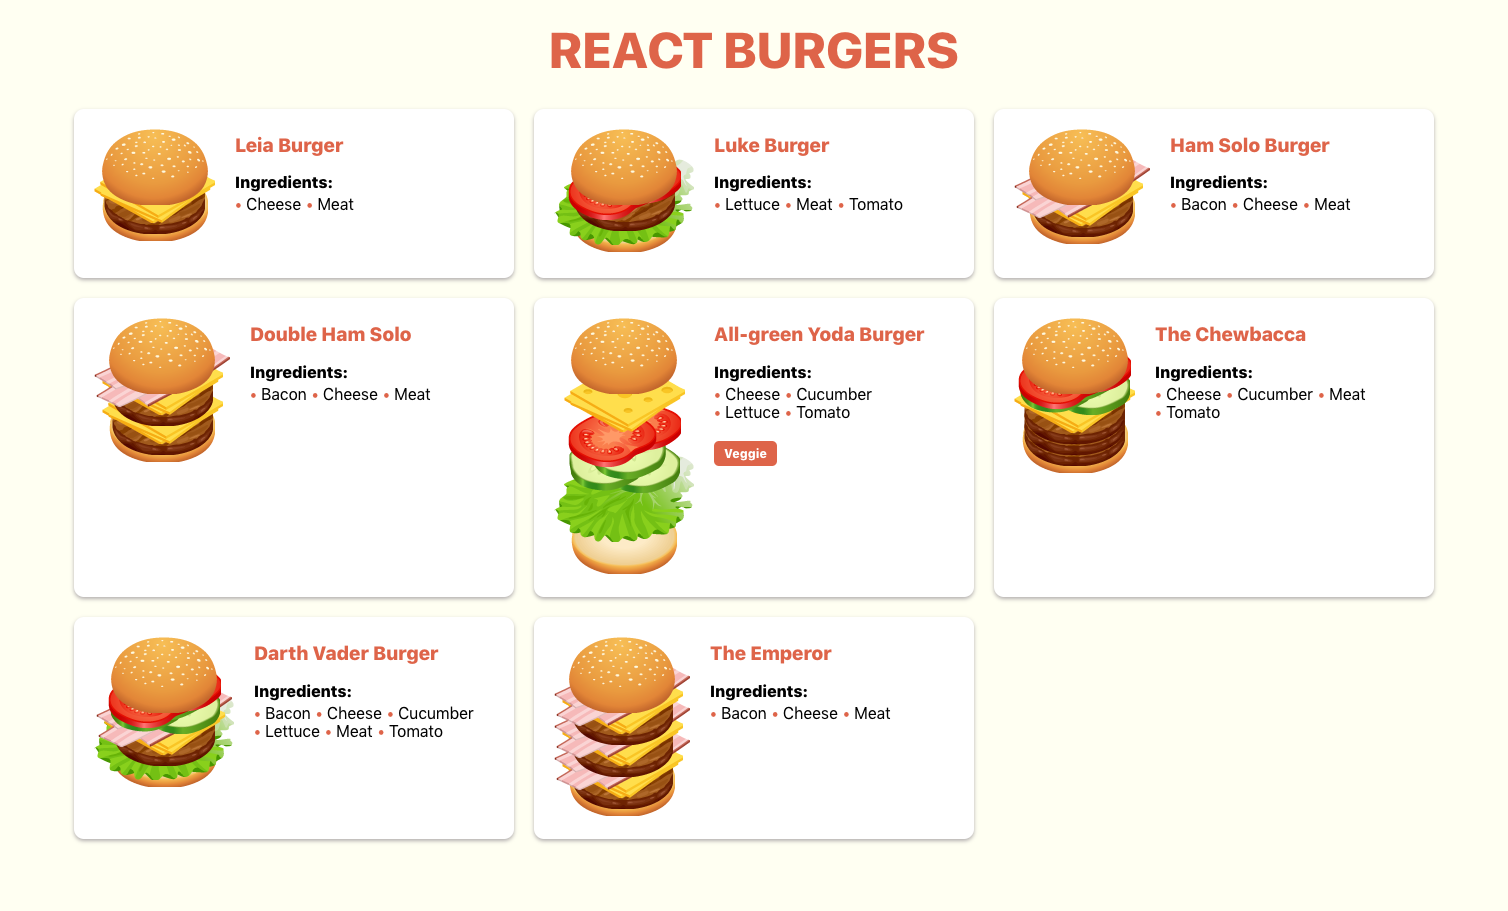 REACT BURGERS
Leia Burger
Ingredients:
• Cheese • Meat
Luke Burger
Ingredients:
• Lettuce • Meat • Tomato
Ham Solo Burger
Ingredients:
• Bacon • Cheese • Meat
Double Ham Solo
Ingredients:
• Bacon • Cheese • Meat
All-green Yoda Burger
Ingredients:
• Cheese • Cucumber
• Lettuce • Tomato
Veggie
The Chewbacca
Ingredients:
• Cheese • Cucumber • Meat
• Tomato
Darth Vader Burger
Ingredients:
• Bacon • Cheese • Cucumber
• Lettuce • Meat • Tomato
The Emperor
Ingredients:
• Bacon • Cheese • Meat